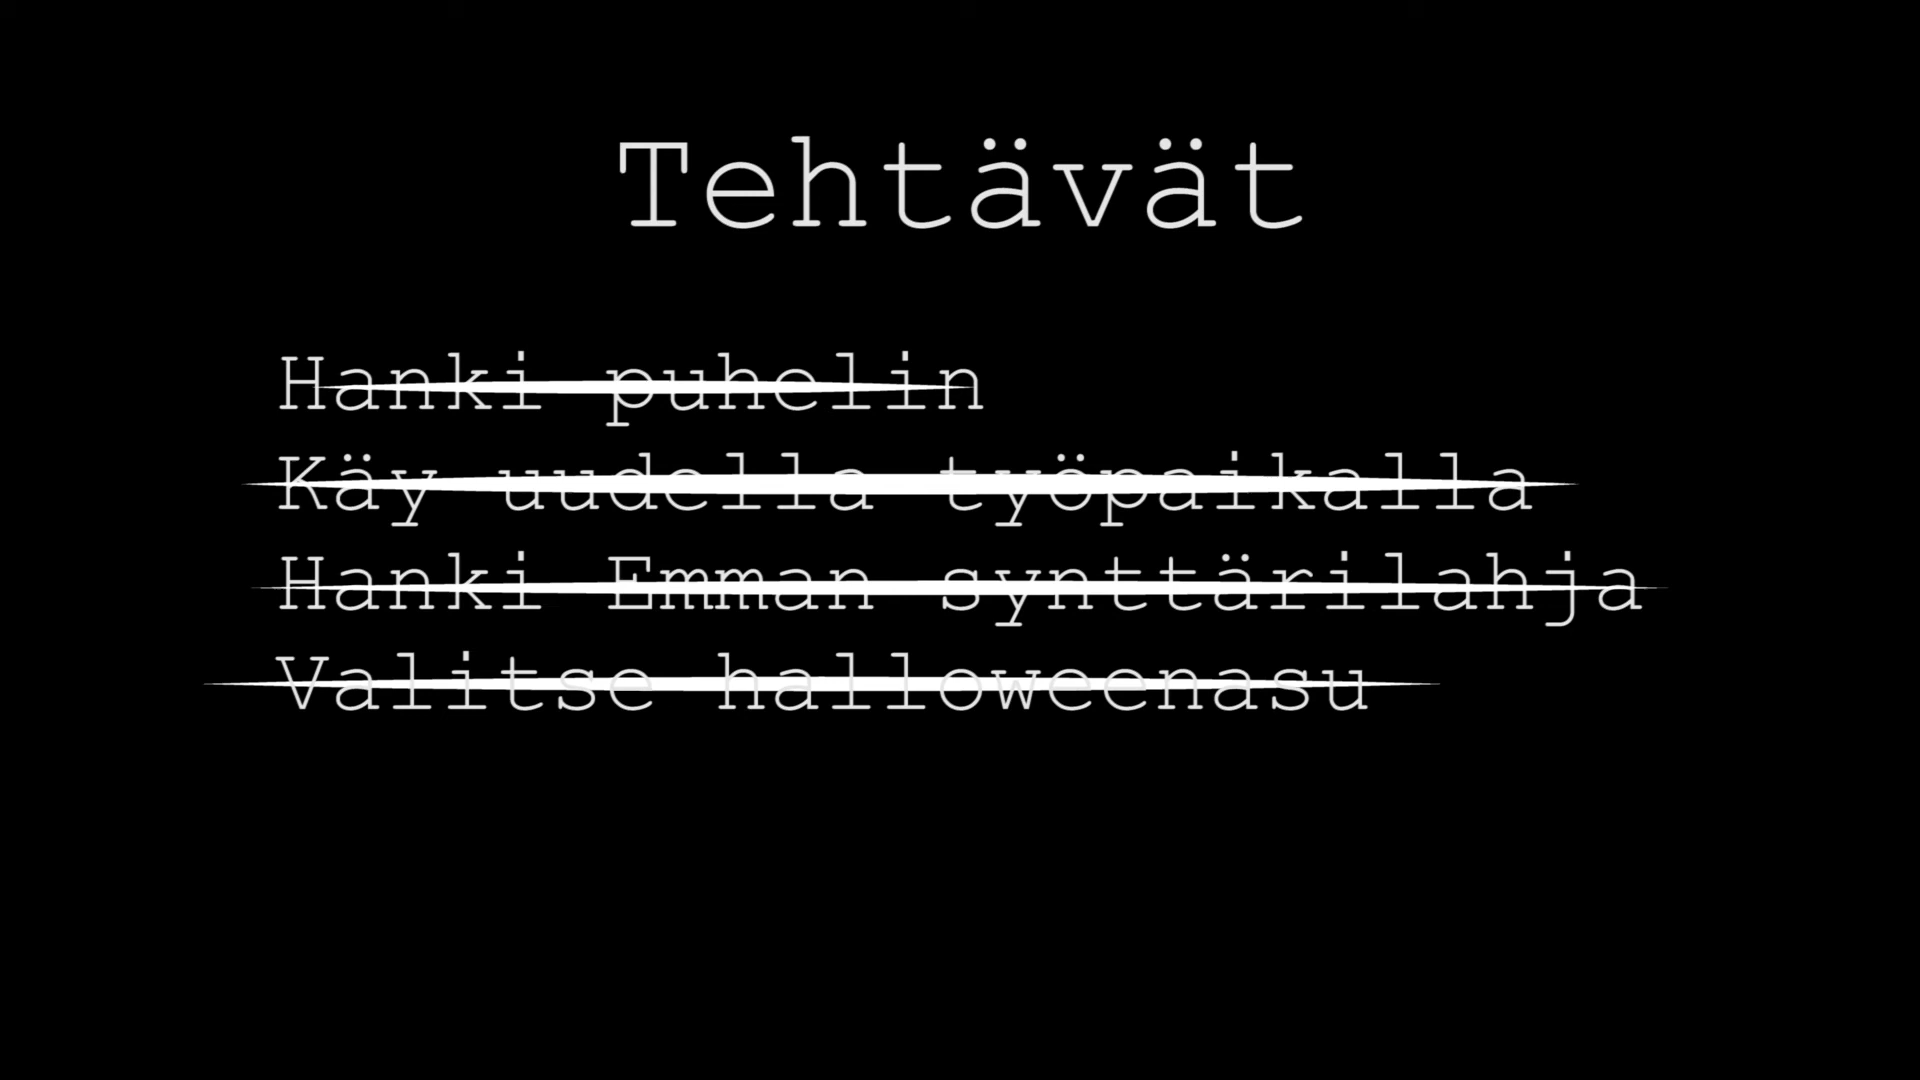 Tehtävät
Hanki puhelin
Käy uudella työpaikalla
Hanki Emman synttärilahja
Valitse halloweenasu